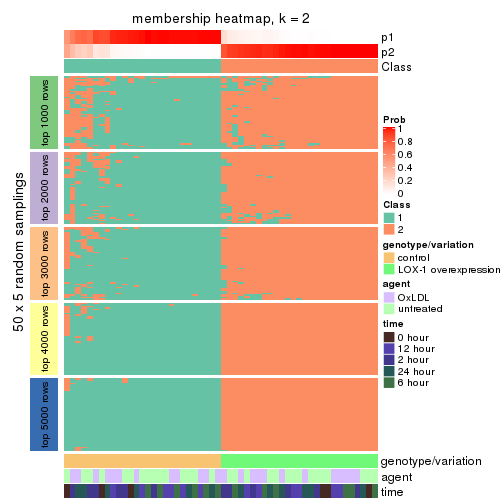 membership heatmap, k = 2
p1
p2
Class
50 x 5 random samplings
top 1000 rows
top 2000 rows
top 3000 rows
top 4000 rows
top 5000 rows
Prob
1
0.8
0.6
0.4
0.2
0
Class
1
2
genotype/variation
control
LOX-1 overexpression
agent
OxLDL
untreated
time
0 hour
12 hour
2 hour
24 hour
6 hour
genotype/variation
agent
time